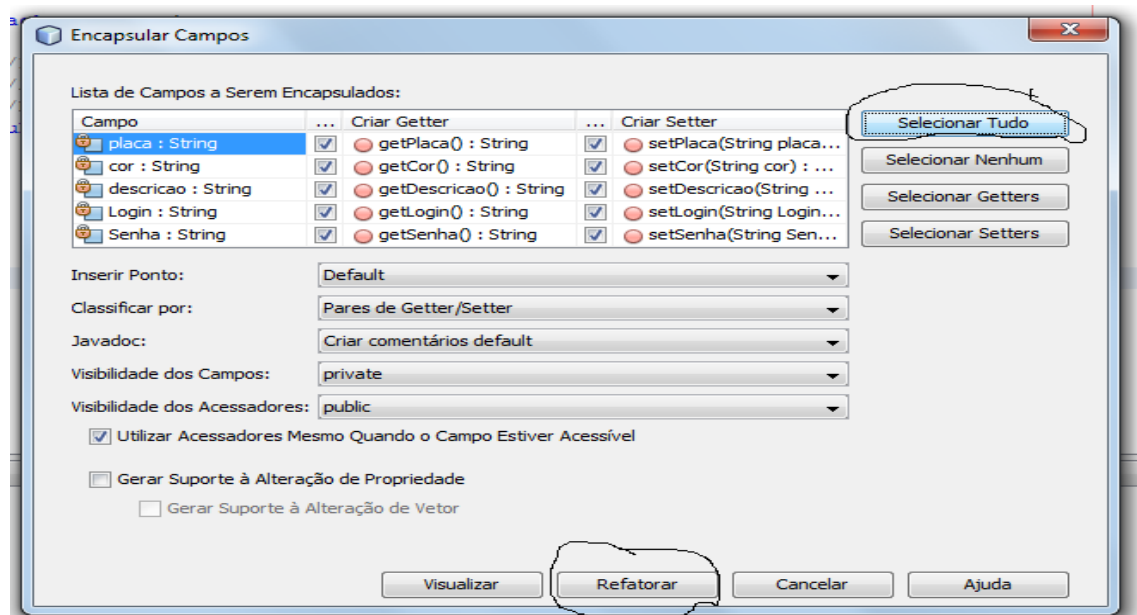 Encapsular Campos
Lista de Campos a Serem Encapsulados:
Campo ... Criar Getter ... Criar Setter
placa : String getPlaca() : String setPlaca(String placa...
cor : String getCor() : String setCor(String cor) : ...
descricao : String getDescricao() : String setDescricao(String ...
Login : String getLogin() : String setLogin(String Login...
Senha : String getSenha() : String setSenha(String Sen...
Selecionar Tudo
Selecionar Nenhum
Selecionar Getters
Selecionar Setters
Inserir Ponto: Default
Classificar por: Pares de Getter/Setter
Javadoc: Criar comentários default
Visibilidade dos Campos: private
Visibilidade dos Acessadores: public
Utilizar Acessadores Mesmo Quando o Campo Estiver Acessível
Gerar Suporte à Alteração de Propriedade
Gerar Suporte à Alteração de Vetor
Visualizar Refatorar Cancelar Ajuda